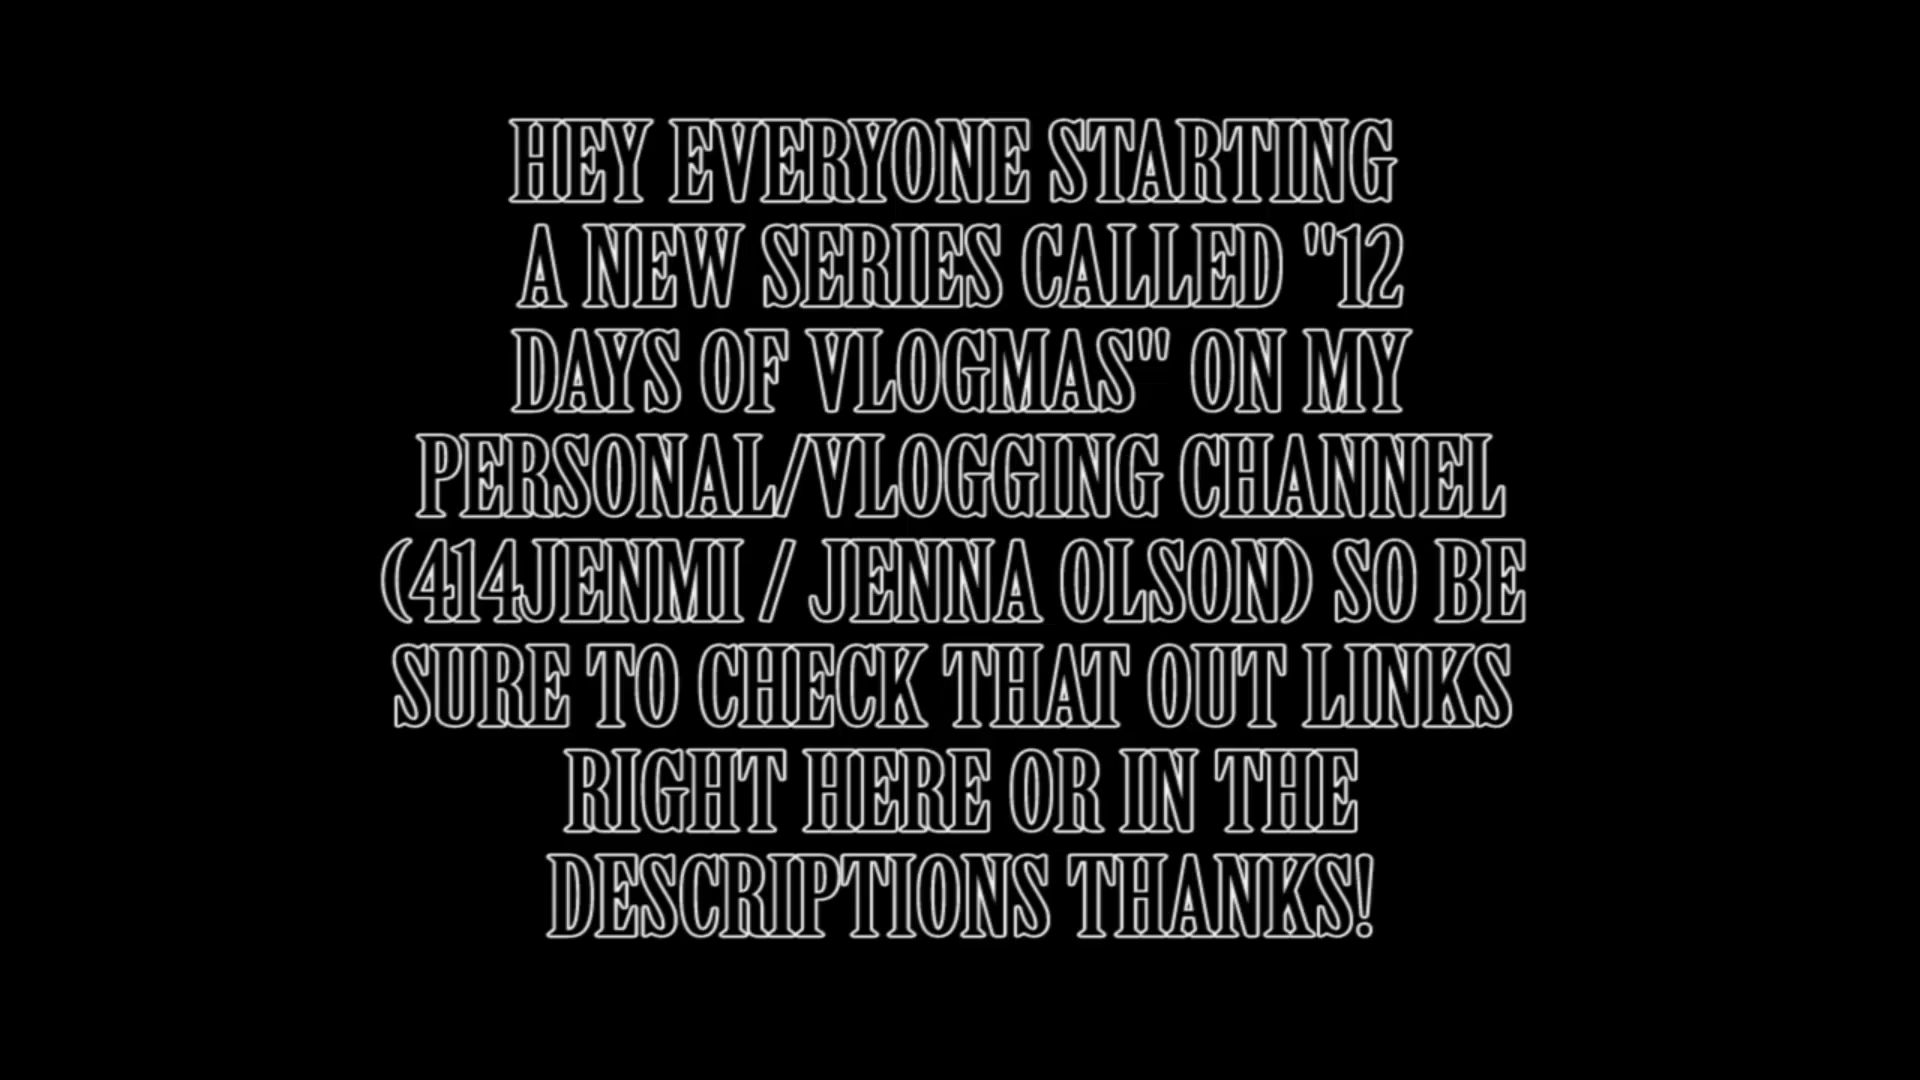 HEY EVERYONE STARTING
A NEW SERIES CALLED "12
DAYS OF VLOGMAS" ON MY
PERSONAL/VLOGGING CHANNEL
(414JENMI / JENNA OLSON) SO BE
SURE TO CHECK THAT OUT LINKS
RIGHT HERE OR IN THE
DESCRIPTIONS THANKS!